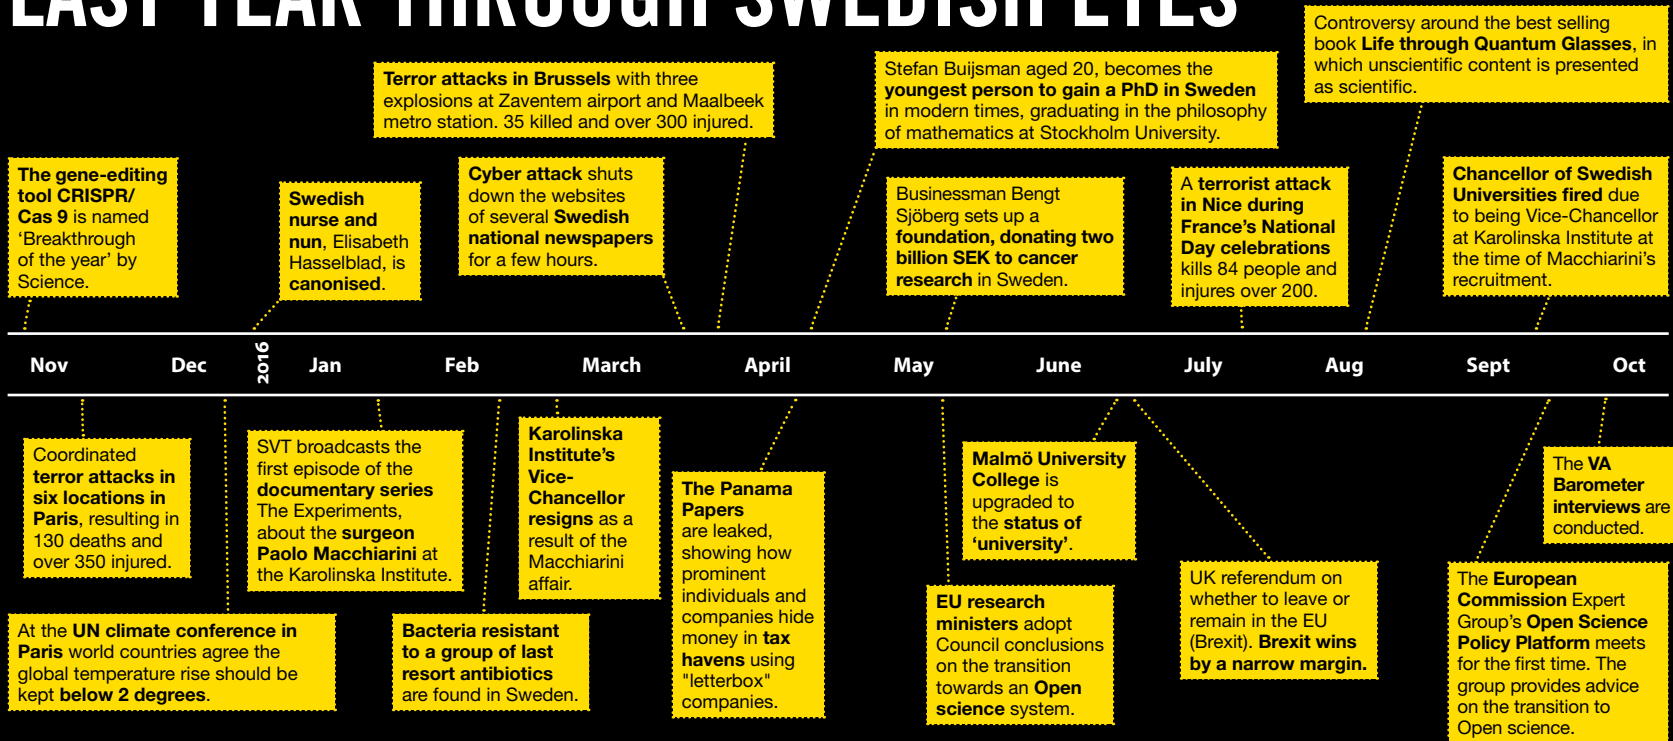 LAST YEAR THROUGH SWEDISH EYES
Controversy around the best selling
book Life through Quantum Glasses, in
which unscientific content is presented
as scientific.
Terror attacks in Brussels with three
explosions at Zaventem airport and Maalbeek
metro station. 35 killed and over 300 injured.
Stefan Buijsman aged 20, becomes the
youngest person to gain a PhD in Sweden
in modern times, graduating in the philosophy
of mathematics at Stockholm University.
The gene-editing
tool CRISPR/
Cas 9 is named
‘Breakthrough
of the year’ by
Science.
Swedish
nurse and
nun, Elisabeth
Hasselblad, is
canonised.
Cyber attack shuts
down the websites
of several Swedish
national newspapers
for a few hours.
Businessman Bengt
Sjöberg sets up a
foundation, donating two
billion SEK to cancer
research in Sweden.
A terrorist attack
in Nice during
France’s National
Day celebrations
kills 84 people and
injures over 200.
Chancellor of Swedish
Universities fired due
to being Vice-Chancellor
at Karolinska Institute at
the time of Macchiarini’s
recruitment.
Nov Dec 2016 Jan Feb March April May June July Aug Sept Oct
Coordinated
terror attacks in
six locations in
Paris, resulting in
130 deaths and
over 350 injured.
At the UN climate conference in
Paris world countries agree the
global temperature rise should be
kept below 2 degrees.
SVT broadcasts the
first episode of the
documentary series
The Experiments,
about the surgeon
Paolo Macchiarini at
the Karolinska Institute.
Bacteria resistant
to a group of last
resort antibiotics
are found in Sweden.
Karolinska
Institute’s
Vice-
Chancellor
resigns as a
result of the
Macchiarini
affair.
The Panama
Papers
are leaked,
showing how
prominent
individuals and
companies hide
money in tax
havens using
"letterbox"
companies.
EU research
ministers adopt
Council conclusions
on the transition
towards an Open
science system.
Malmö University
College is
upgraded to
the status of
‘university’.
UK referendum on
whether to leave or
remain in the EU
(Brexit). Brexit wins
by a narrow margin.
The European
Commission Expert
Group’s Open Science
Policy Platform meets
for the first time. The
group provides advice
on the transition to
Open science.
The VA
Barometer
interviews are
conducted.